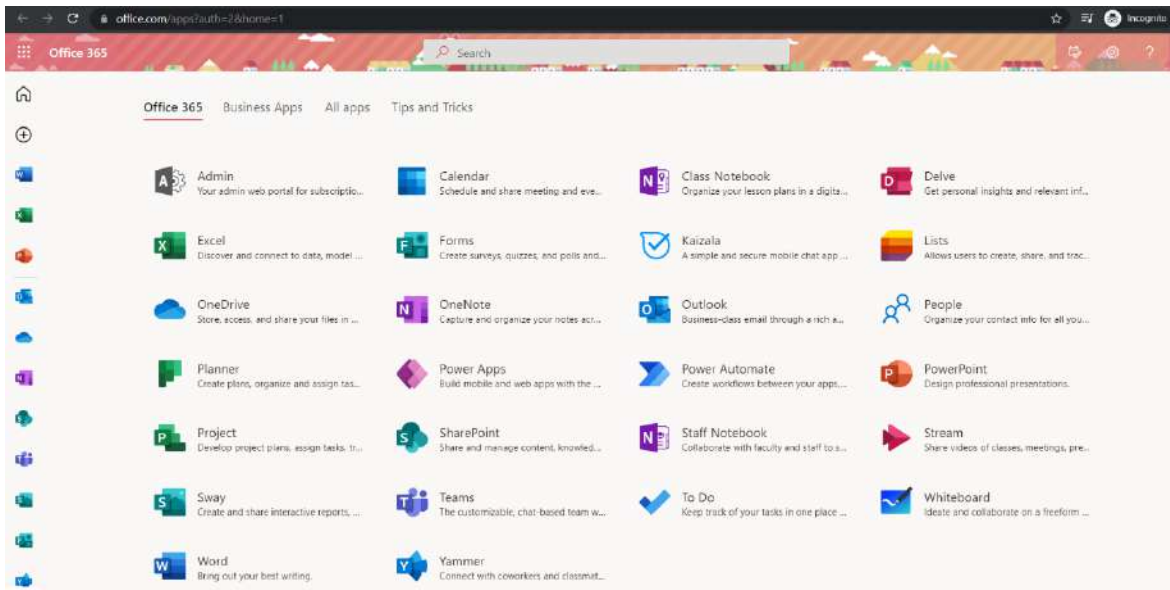 office.com/apps?auth=2&home=1
Incognito
Office 365
Search
?
Office 365 Business Apps All apps Tips and Tricks
Admin
Your admin web portal for subscriptio...
Calendar
Schedule and share meeting and eve...
Class Notebook
Organize your lesson plans in a digita...
Delve
Get personal insights and relevant inf...
Excel
Discover and connect to data, model ...
Forms
Create surveys, quizzes, and polls and...
Kaizala
A simple and secure mobile chat app ...
Lists
Allows users to create, share, and trac...
OneDrive
Store, access, and share your files in ...
OneNote
Capture and organize your notes acr...
Outlook
Business-class email through a rich a...
People
Organize your contact info for all you...
Planner
Create plans, organize and assign tas...
Power Apps
Build mobile and web apps with the ...
Power Automate
Create workflows between your apps,...
PowerPoint
Design professional presentations.
Project
Develop project plans, assign tasks, tr...
SharePoint
Share and manage content, knowled...
Staff Notebook
Collaborate with faculty and staff to s...
Stream
Share videos of classes, meetings, pre...
Sway
Create and share interactive reports, ...
Teams
The customizable, chat-based team w...
To Do
Keep track of your tasks in one place ...
Whiteboard
Ideate and collaborate on a freeform ...
Word
Bring out your best writing.
Yammer
Connect with coworkers and classmat...